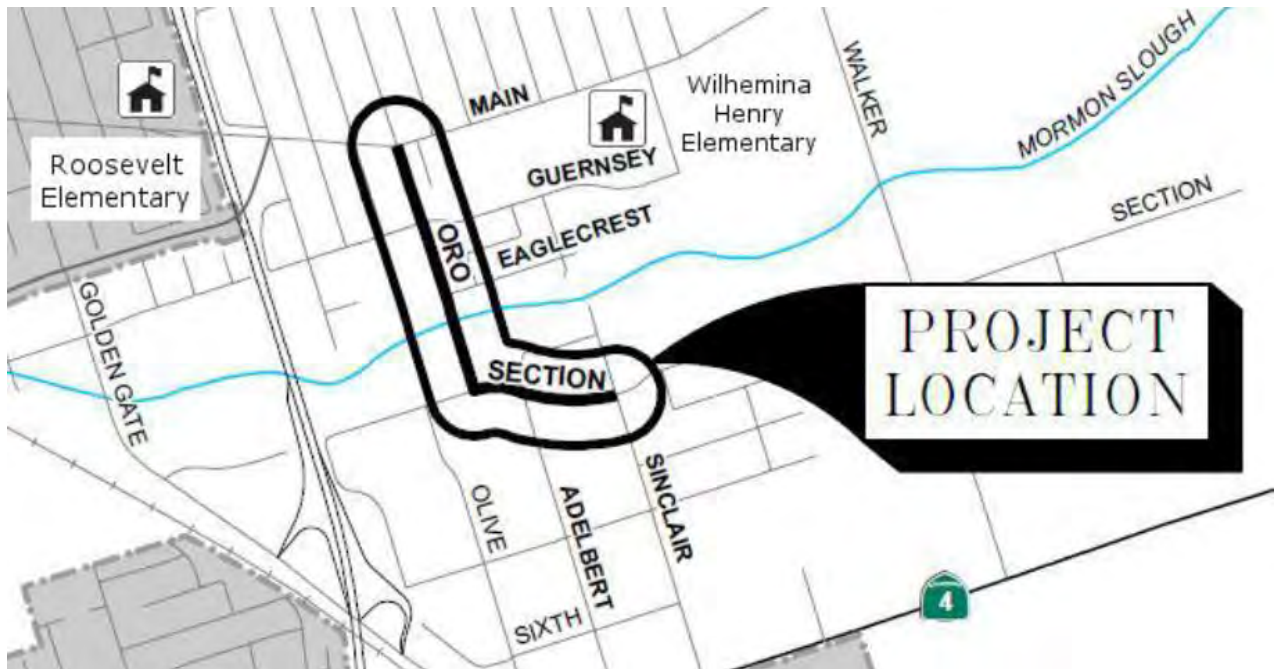 Roosevelt
Elementary
MAIN
Wilhemina
Henry
Elementary
WALKER
MORMON SLOUGH
GUERNSEY
SECTION
ORO
EAGLECREST
GOLDEN GATE
PROJECT
LOCATION
SECTION
OLIVE
ADELBERT
SINCLAIR
SIXTH
4